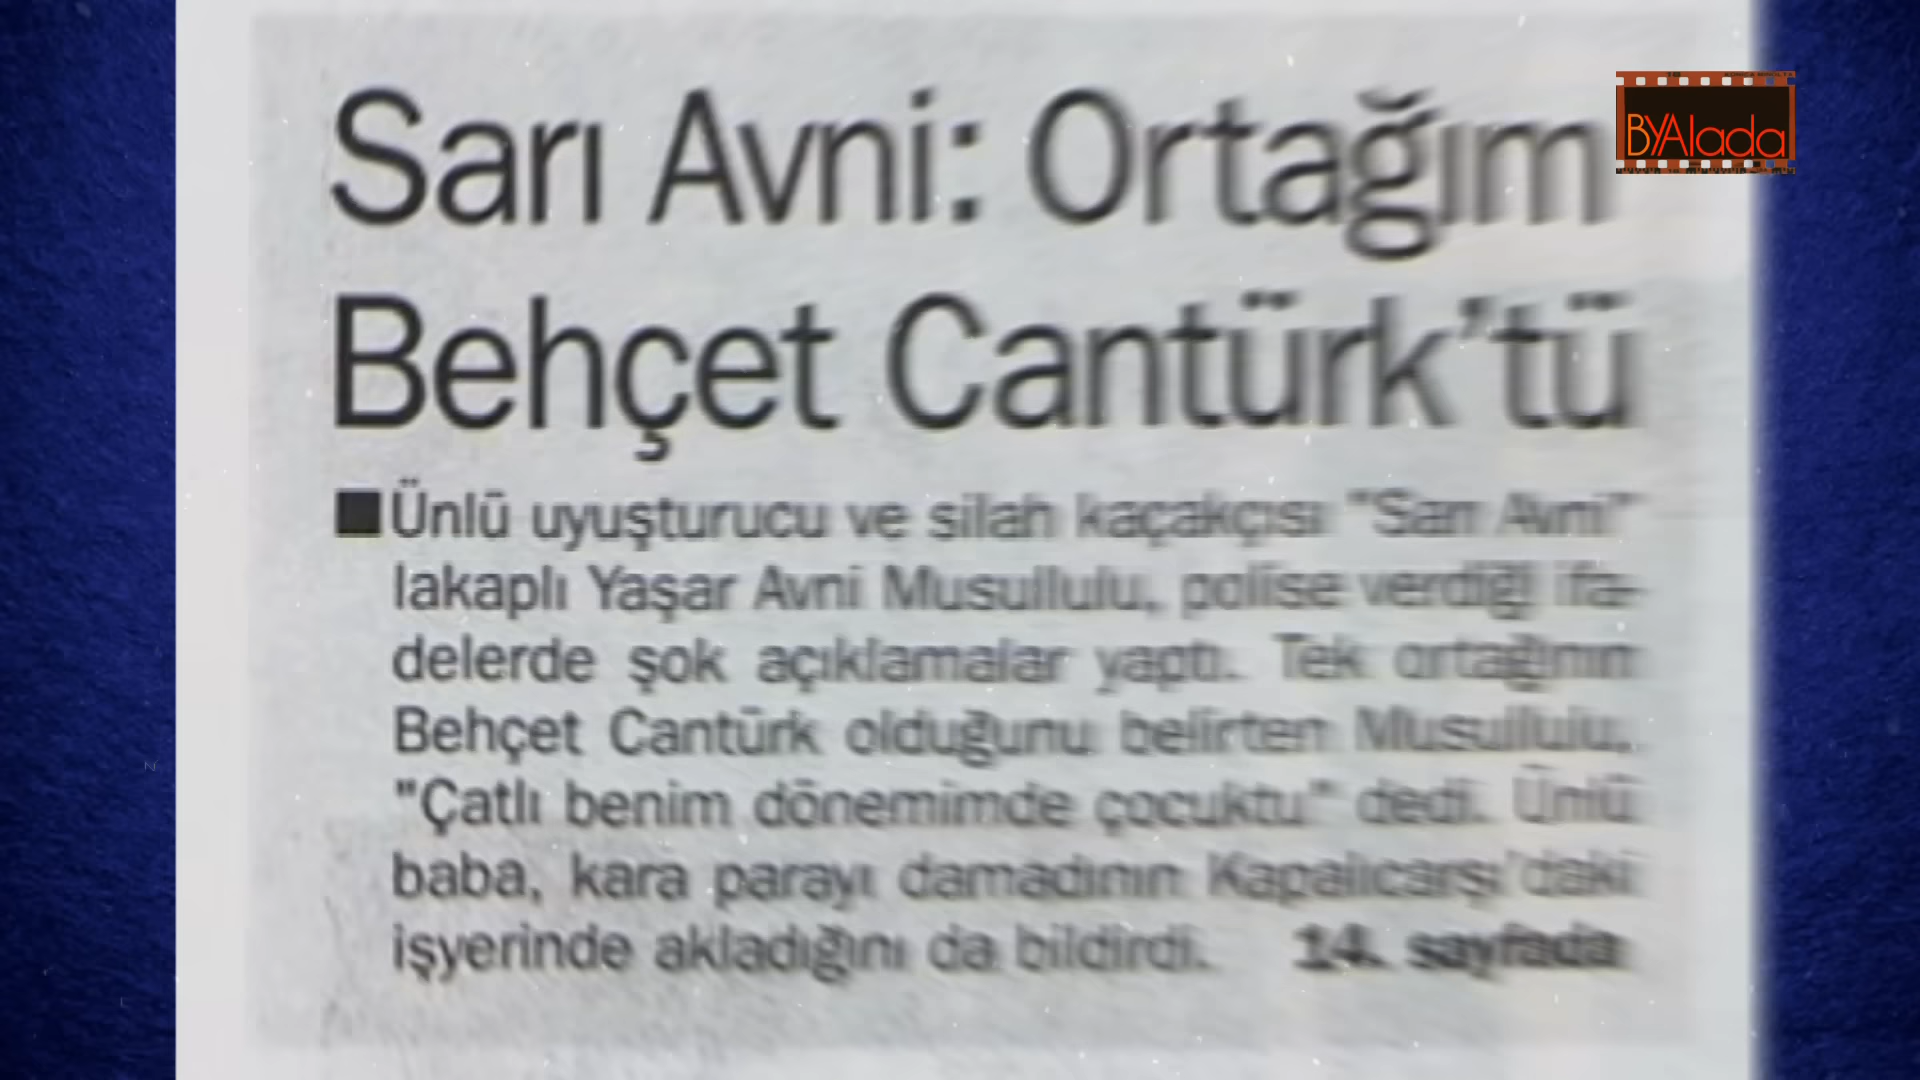 Sarı Avni: Ortağım
Behçet Cantürk'tü
Ünlü uyuşturucu ve silah kaçakçısı "Sarı Avni"
lakaplı Yaşar Avni Musullulu, polise verdiği ifa-
delerde şok açıklamalar yaptı. Tek ortağının
Behçet Cantürk olduğunu belirten Musullulu,
"Çatlı benim dönemimde çocuktu" dedi. Ünlü
baba, kara parayı damadının Kapalıçarşı'daki
işyerinde akladığını da bildirdi. 14. sayfada
BYAlada